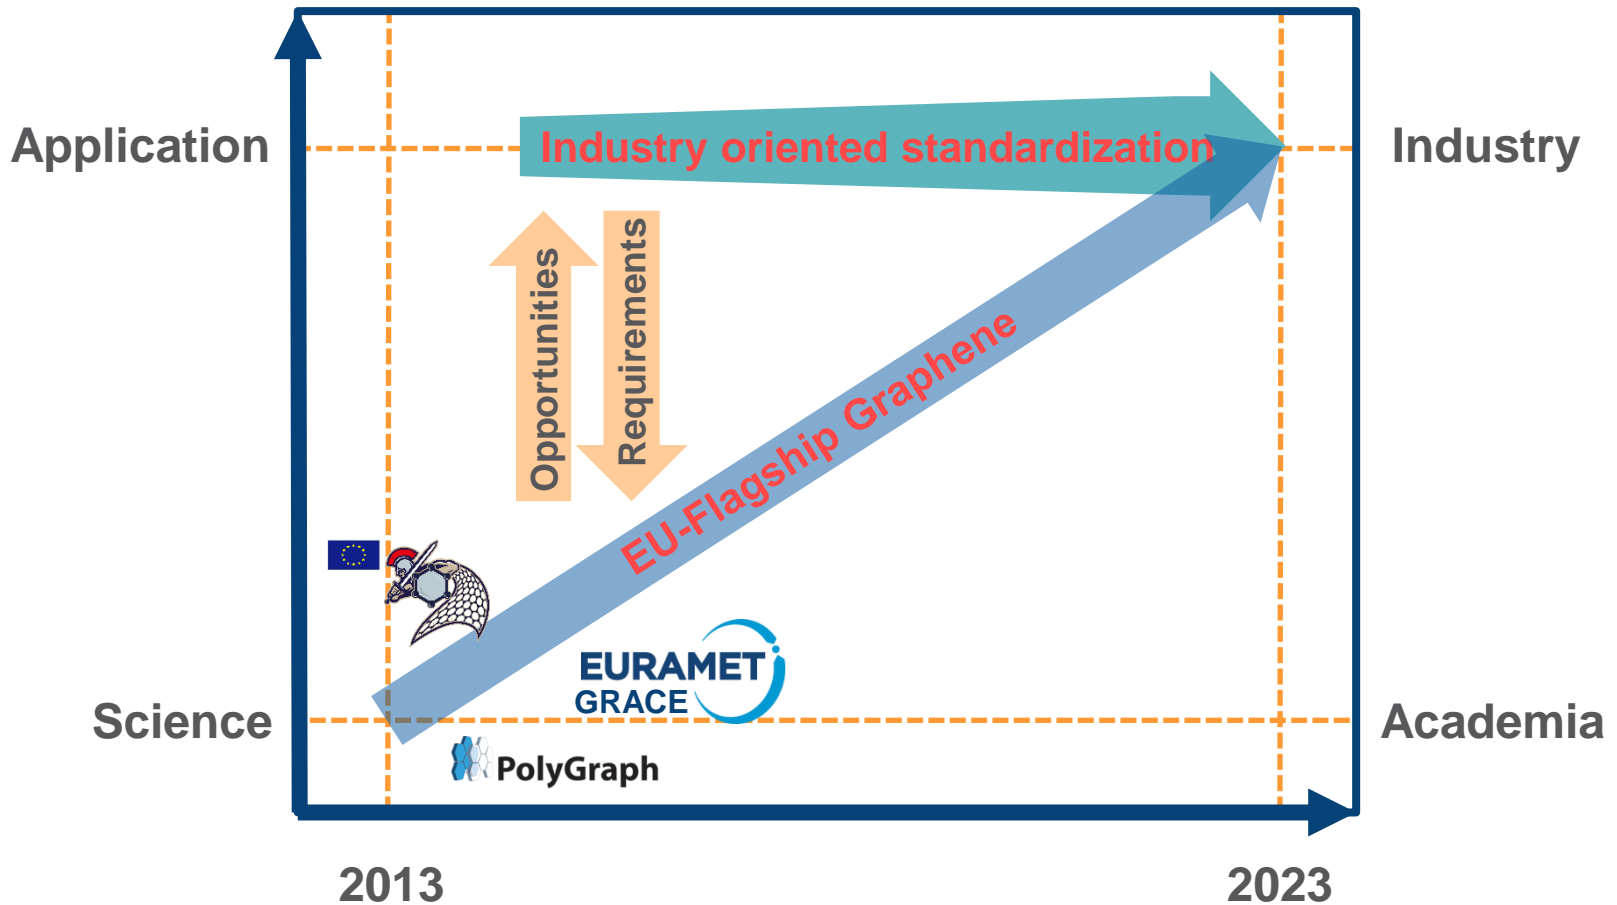 Application
Industry oriented standardization
Industry
Opportunities
Requirements
EU-Flagship Graphene
EURAMET
GRACE
Science
Academia
PolyGraph
2013
2023